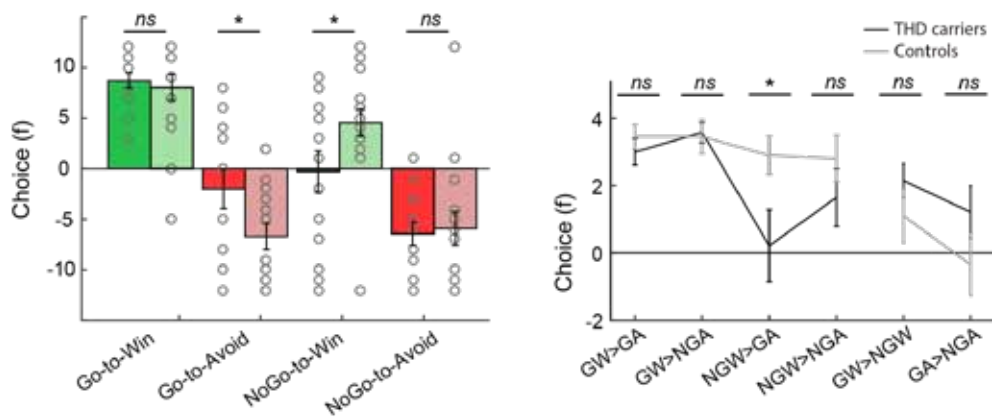 ns
*
*
ns
Choice (f)
10
5
0
-5
-10
Go-to-Win
Go-to-Avoid
NoGo-to-Win
NoGo-to-Avoid
THD carriers
Controls
ns
ns
*
ns
ns
ns
Choice (f)
4
2
0
-2
GW>GA
GW>NGA
NGW>GA
NGW>NGA
GW>NGW
GA>NGA